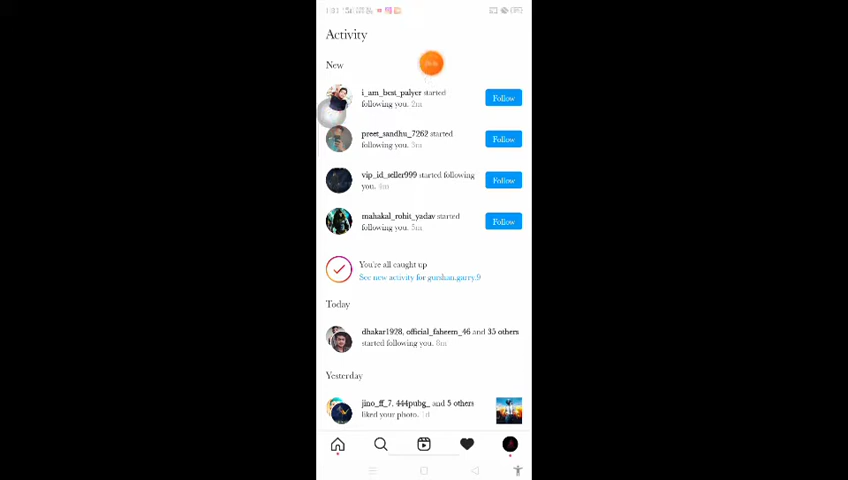 Activity
New
i_am_best_palyer started
following you. 2m
Follow
preet_sandhu_7262 started
following you. 3m
Follow
vip_id_seller999 started following
you. 4m
Follow
mahakal_rohit_yadav started
following you. 5m
Follow
You're all caught up
See new activity for gurshan.garry.9
Today
dhakar1928, official_faheem_46 and 35 others
started following you. 8m
Yesterday
jino_ff_7, 444pubg_ and 5 others
liked your photo. 1d